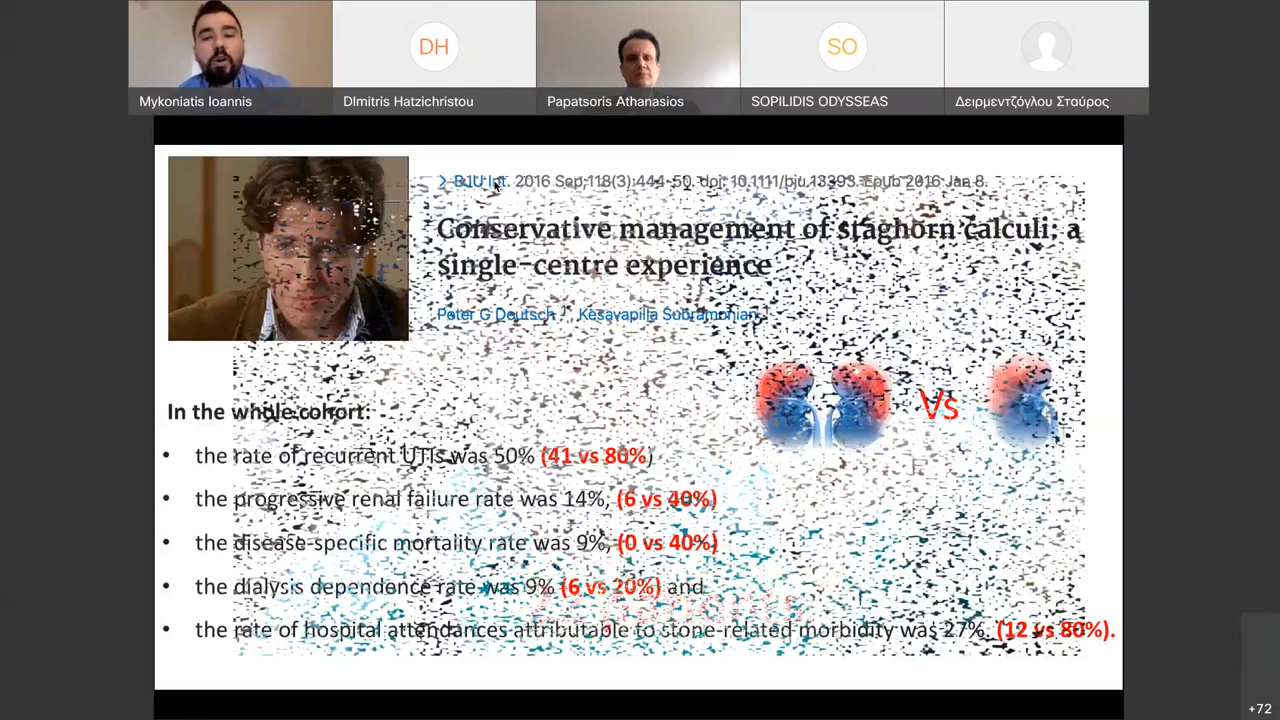 DH
SO
Mykoniatis Ioannis
DImitris Hatzichristou
Papatsoris Athanasios
SOPILIDIS ODYSSEAS
Δειρμεντζόγλου Σταύρος
> BJU Int. 2016 Sep;118(3):444-50. doi: 10.1111/bju.13393. Epub 2016 Jan 8.
Conservative management of staghorn calculi: a
single-centre experience
Peter G Deutsch 1, Kesavapilla Subramonian 1
Vs
In the whole cohort:
• the rate of recurrent UTIs was 50% (41 vs 80%)
• the progressive renal failure rate was 14%, (6 vs 40%)
• the disease-specific mortality rate was 9%, (0 vs 40%)
• the dialysis dependence rate was 9% (6 vs 20%) and
• the rate of hospital attendances attributable to stone-related morbidity was 27%, (12 vs 80%).
+72